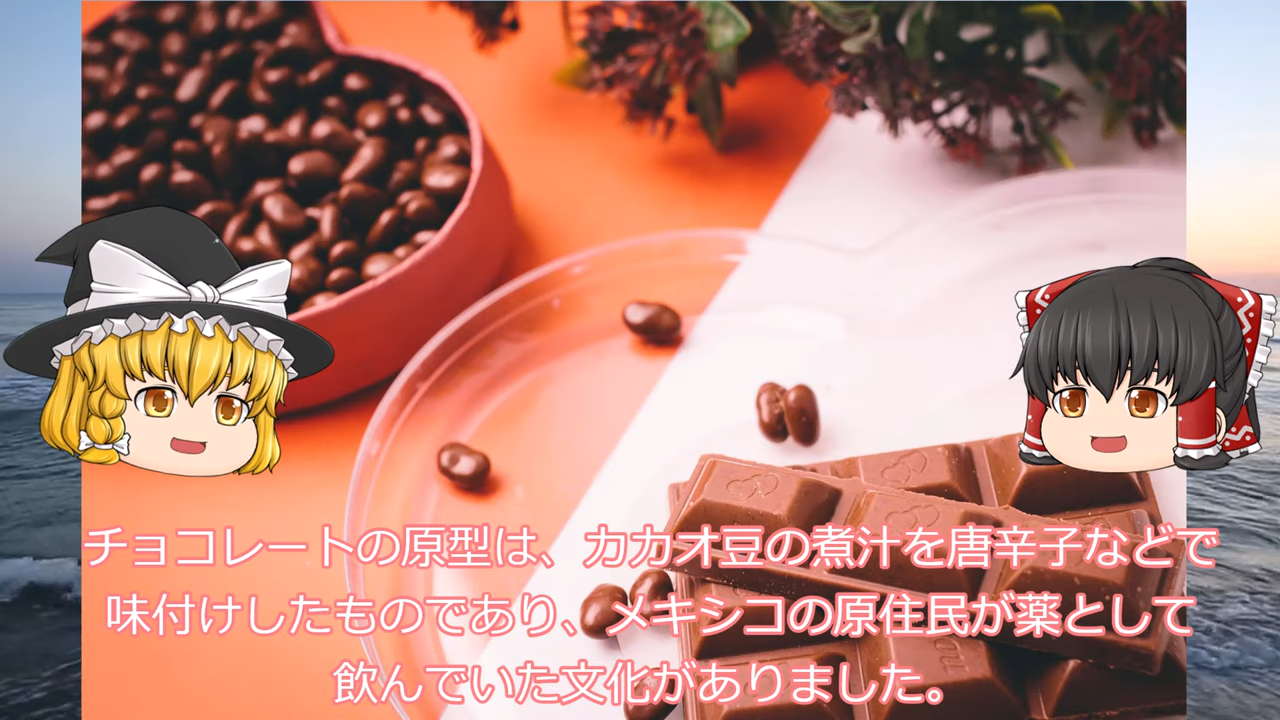 チョコレートの原型は、カカオ豆の煮汁を唐辛子などで
味付けしたものであり、メキシコの原住民が薬として
飲んでいた文化がありました。